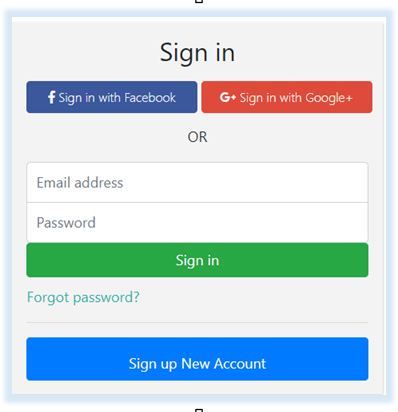 Sign in
Sign in with Facebook Sign in with Google+
OR
Email address
Password
Sign in
Forgot password?
Sign up New Account